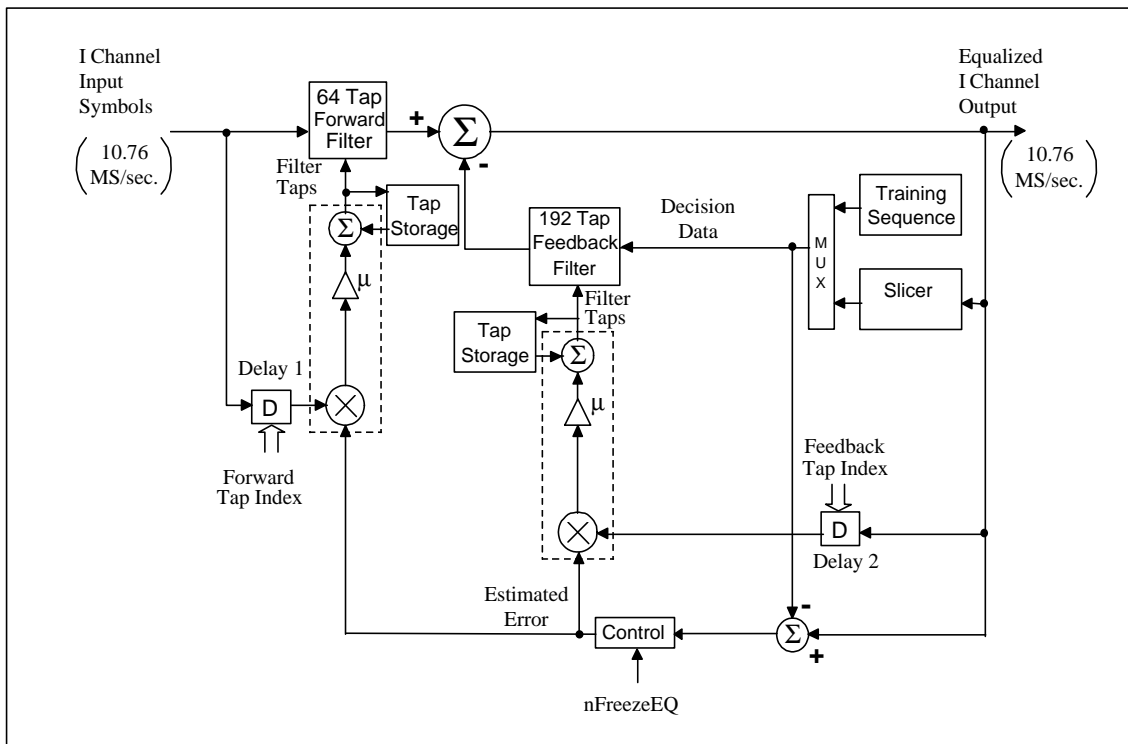 I Channel
Input
Symbols
(10.76
MS/sec.)
64 Tap
Forward
Filter
+
Σ
-
Equalized
I Channel
Output
(10.76
MS/sec.)
Filter
Taps
Tap
Storage
Σ
μ
192 Tap
Feedback
Filter
Decision
Data
MUX
Training
Sequence
Slicer
Filter
Taps
Tap
Storage
Σ
μ
Delay 1
D
Forward
Tap Index
Feedback
Tap Index
D
Delay 2
Estimated
Error
Control
-
Σ
+
nFreezeEQ